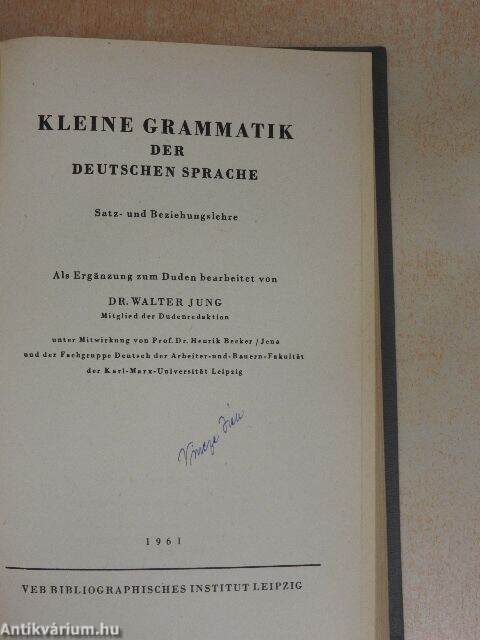 KLEINE GRAMMATIK
DER
DEUTSCHEN SPRACHE
Satz- und Beziehungslehre
Als Ergänzung zum Duden bearbeitet von
DR. WALTER JUNG
Mitglied der Dudenredaktion
unter Mitwirkung von Prof. Dr. Henrik Becker/Jena
und der Fachgruppe Deutsch der Arbeiter-und-Bauern-Fakultät
der Karl-Marx-Universität Leipzig
1961
VEB BIBLIOGRAPHISCHES INSTITUT LEIPZIG
Antikvárium.hu